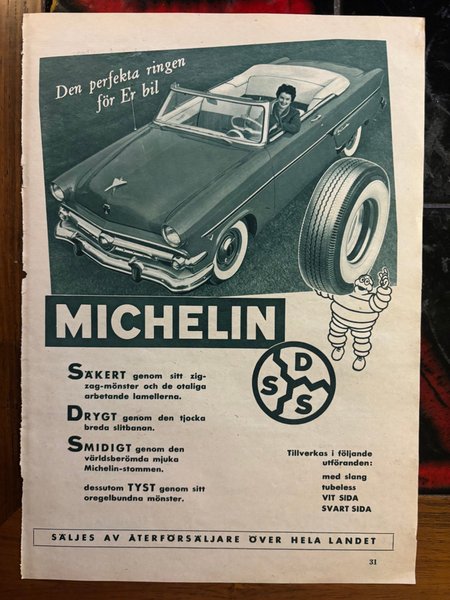 Den perfekta ringen
för Er bil
MICHELIN
SÄKERT genom sitt zig-
zag-mönster och de otaliga
arbetande lamellerna.
DRYGT genom den tjocka
breda slitbanan.
SMIDIGT genom den
världsberömda mjuka
Michelin-stommen.
dessutom TYST genom sitt
oregelbundna mönster.
S D S
Tillverkas i följande
utföranden:
med slang
tubeless
VIT SIDA
SVART SIDA
SÄLJES AV ÅTERFÖRSÄLJARE ÖVER HELA LANDET
31